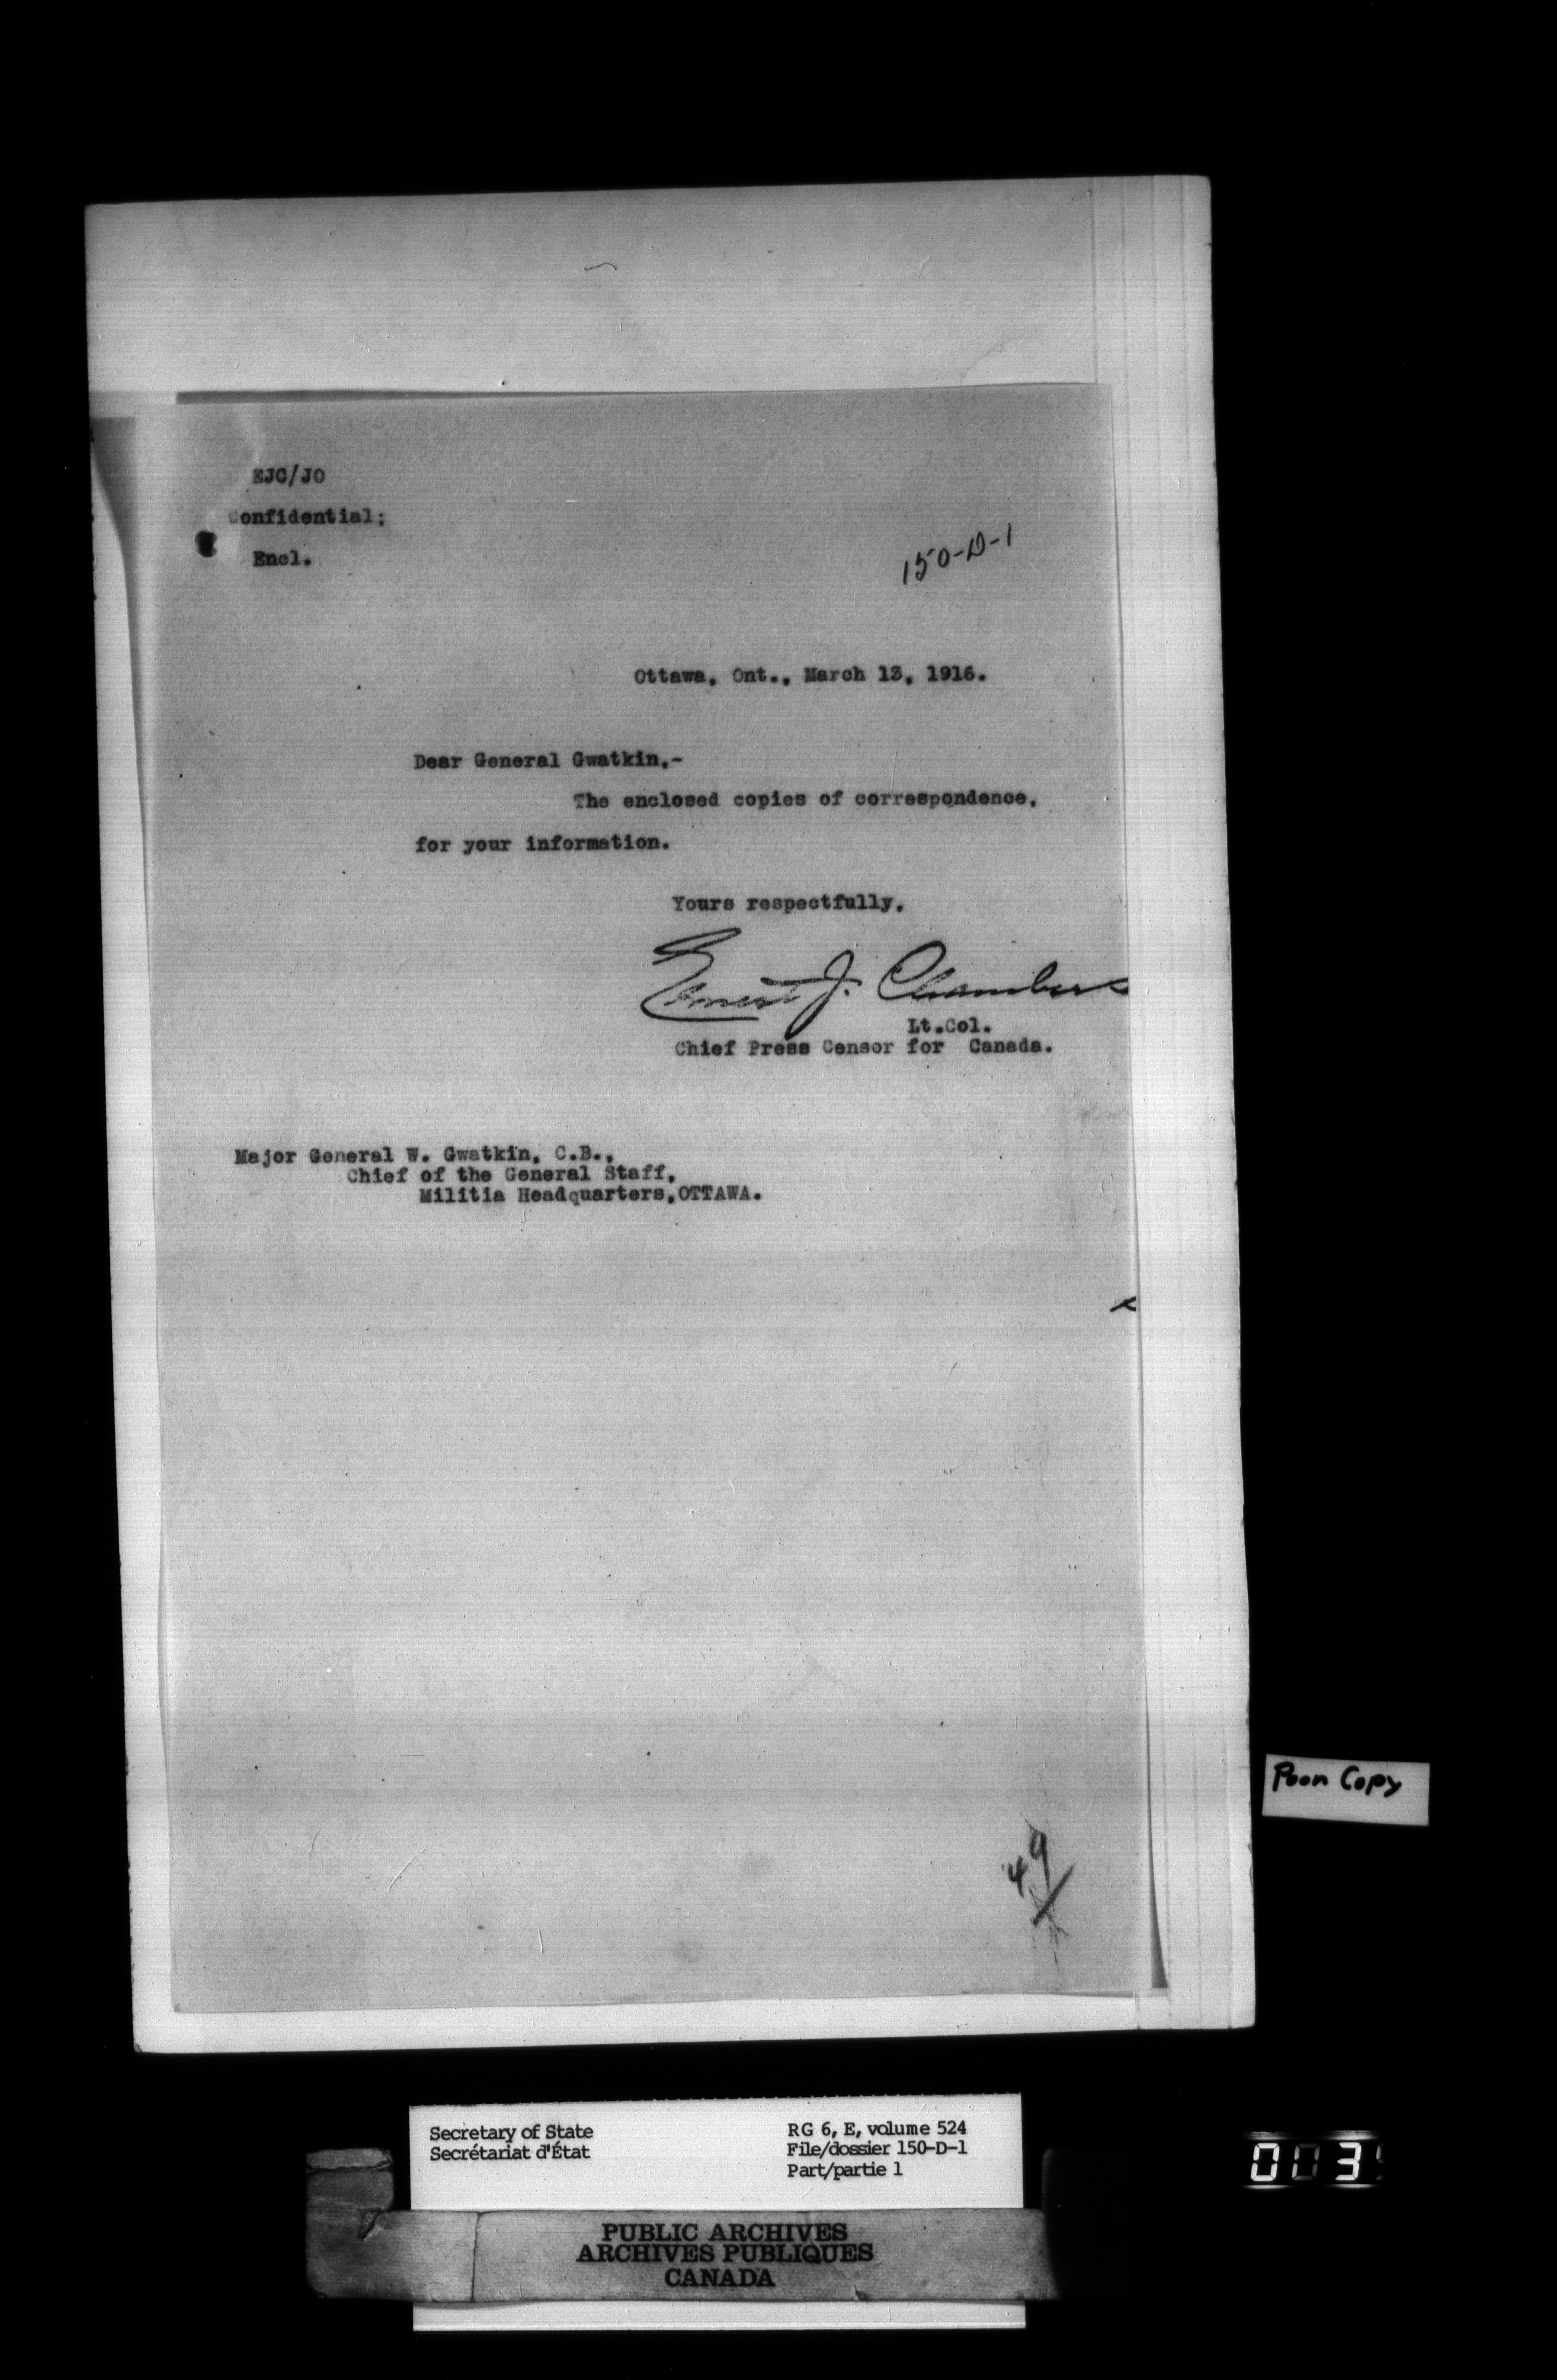 EJC/JO
Confidential;
Encl.
150-D-1
Ottawa, Ont., March 13, 1916.
Dear General Gwatkin,-
The enclosed copies of correspondence,
for your information.
Yours respectfully,
Ernest J. Chambers
Lt.Col.
Chief Press Censor for Canada.
Major General W. Gwatkin, C.B.,
Chief of the General Staff,
Militia Headquarters,OTTAWA.
Poor Copy
49
Secretary of State
Secrétariat d'État
RG 6, E, volume 524
File/dossier 150-D-1
Part/partie 1
PUBLIC ARCHIVES
ARCHIVES PUBLIQUES
CANADA